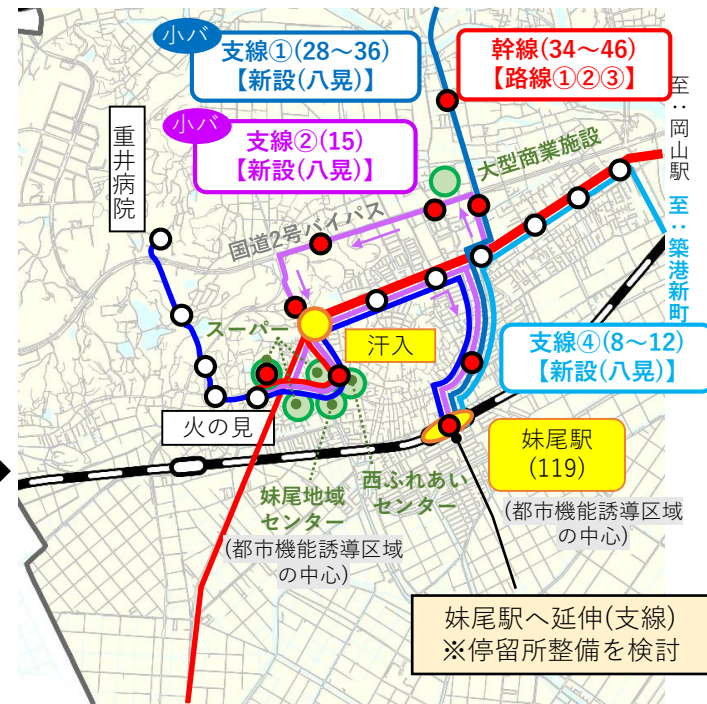 小バ
支線①(28～36)
【新設(八晃)】
幹線(34～46)
【路線①②③】
小バ
支線②(15)
【新設(八晃)】
至：岡山駅
至：築港新町
重井病院
大型商業施設
国道2号バイパス
スーパー
汗入
支線④(8～12)
【新設(八晃)】
火の見
妹尾駅
(119)
西ふれあい
センター
妹尾地域
センター
(都市機能誘導区域
の中心)
(都市機能誘導区域
の中心)
妹尾駅へ延伸(支線)
※停留所整備を検討